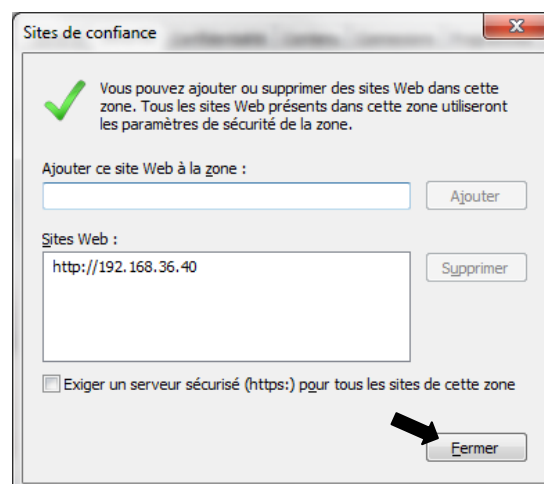 Sites de confiance
Vous pouvez ajouter ou supprimer des sites Web dans cette
zone. Tous les sites Web présents dans cette zone utiliseront
les paramètres de sécurité de la zone.
Ajouter ce site Web à la zone :
Ajouter
Sites Web :
http://192.168.36.40
Supprimer
Exiger un serveur sécurisé (https:) pour tous les sites de cette zone
Fermer